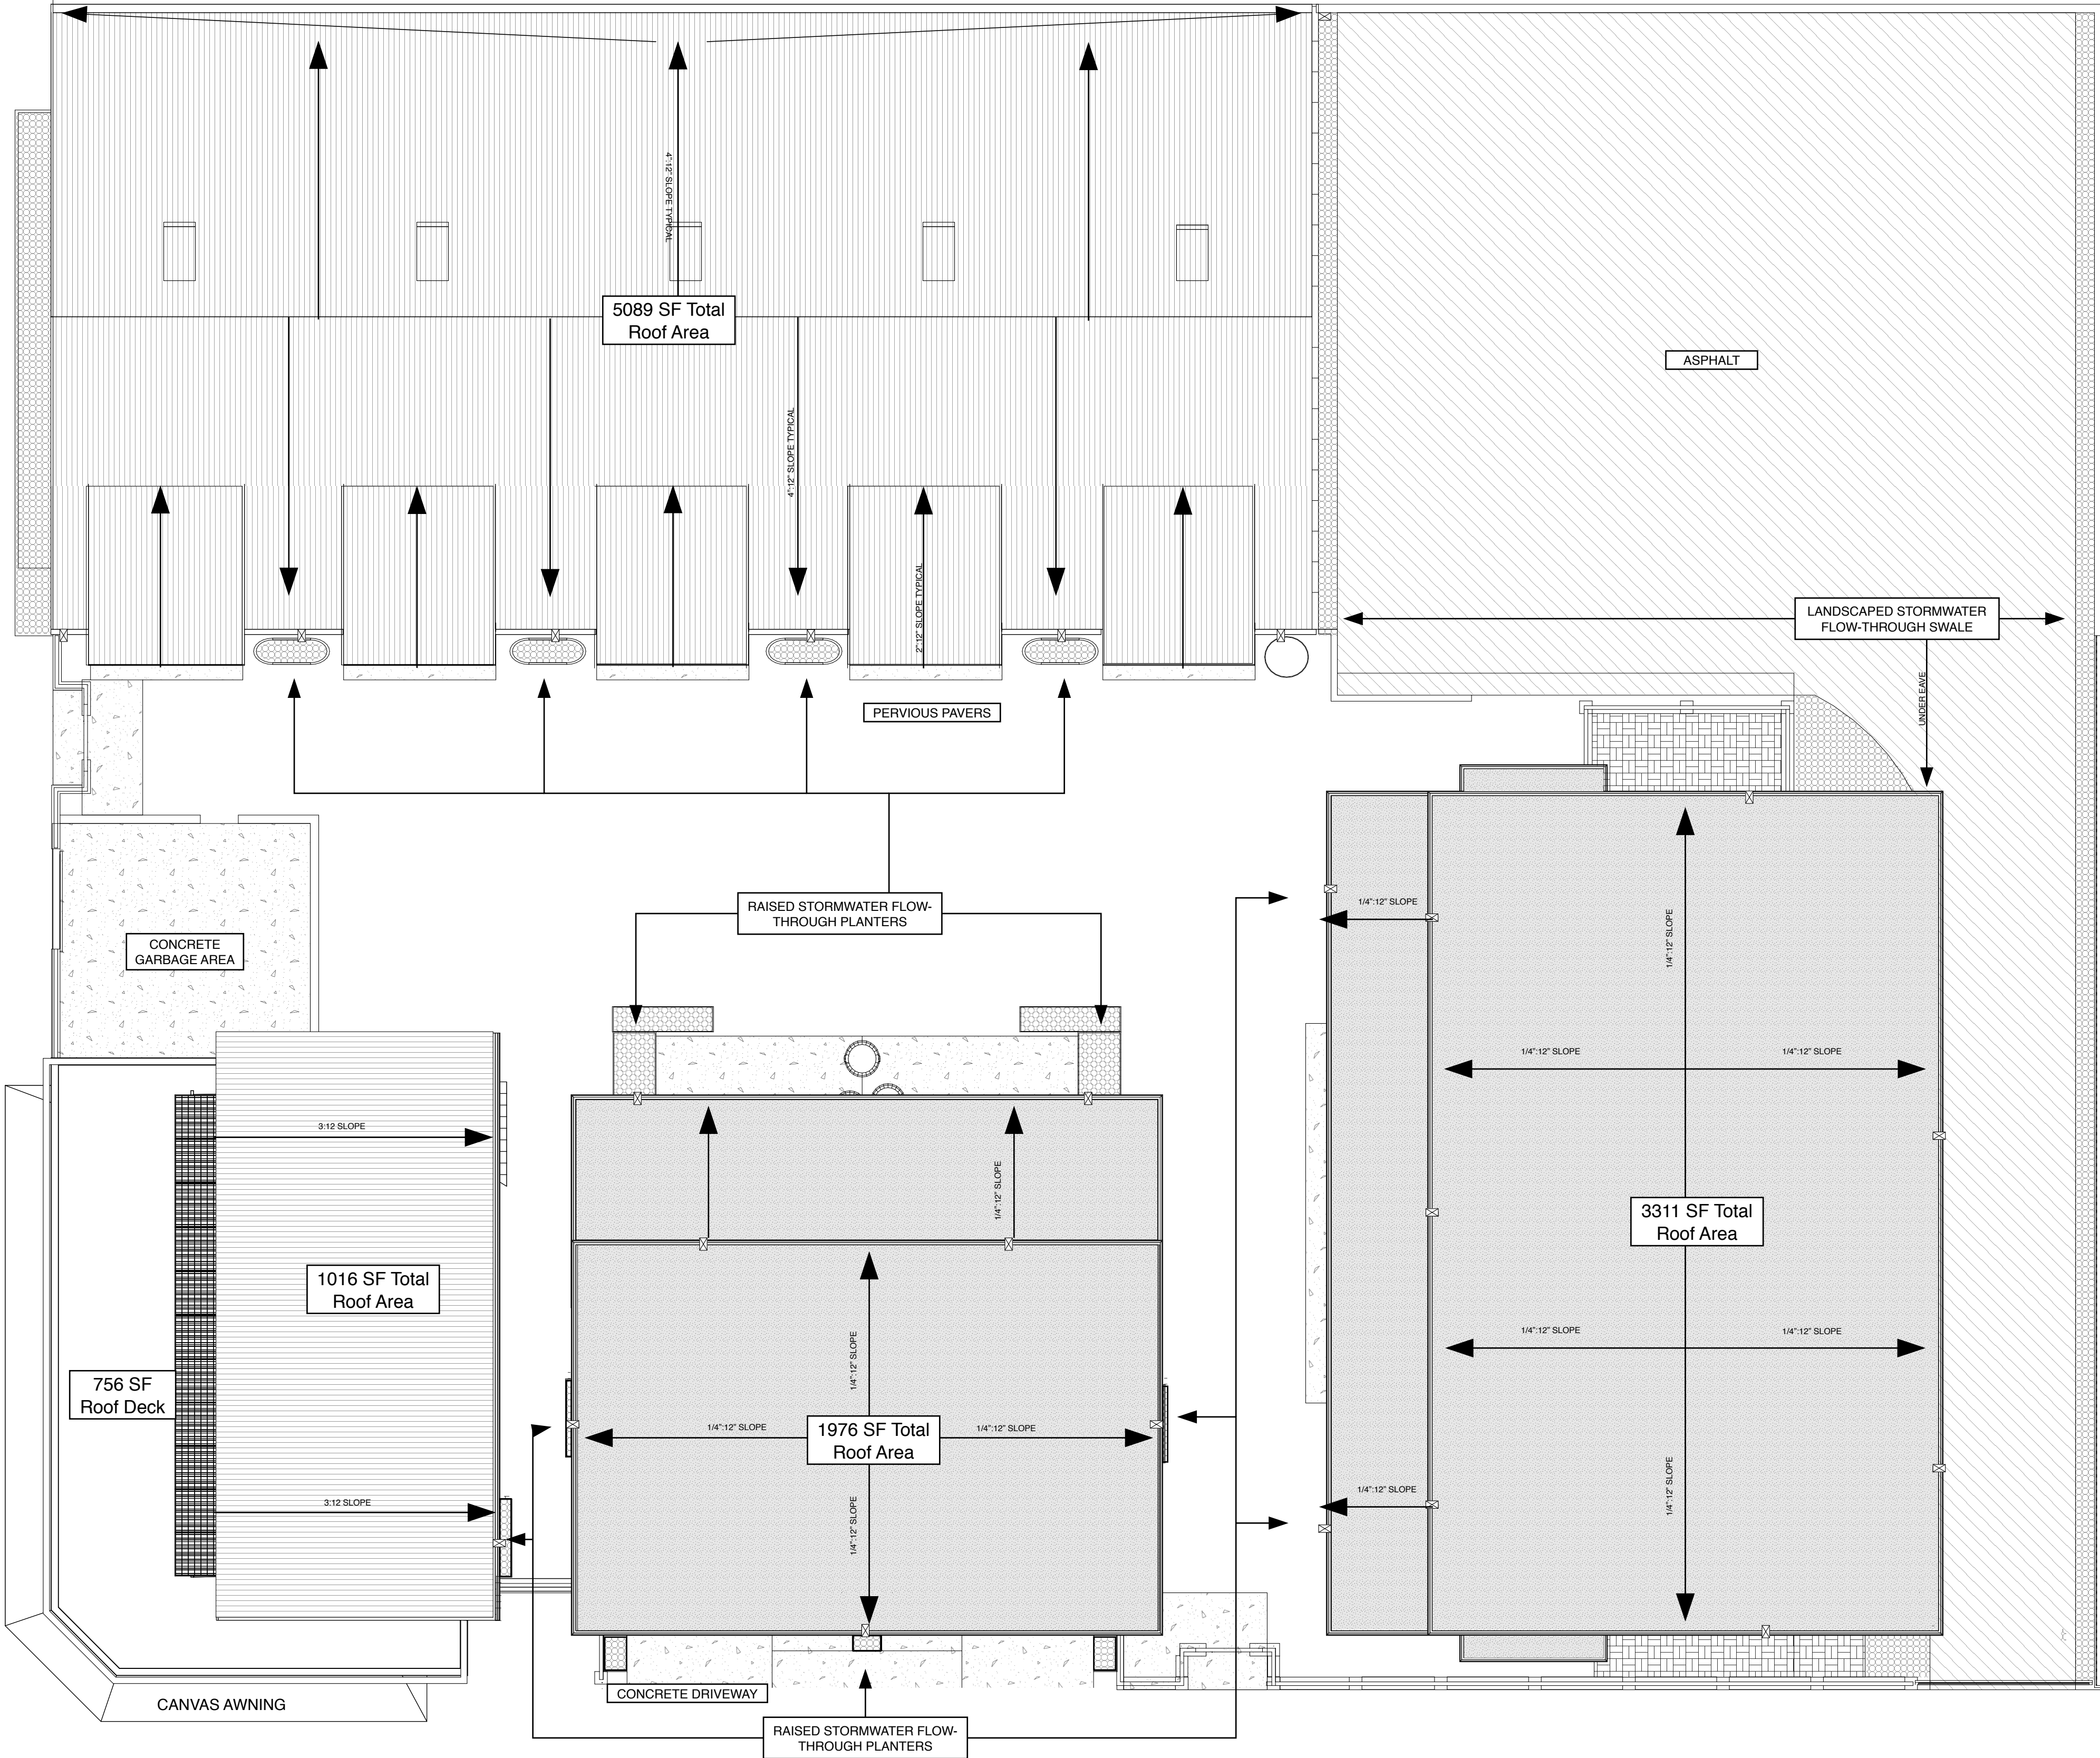 4":12" SLOPE TYPICAL
5089 SF Total
Roof Area
ASPHALT
4":12" SLOPE TYPICAL
2":12" SLOPE TYPICAL
LANDSCAPED STORMWATER
FLOW-THROUGH SWALE
UNDER EAVE
PERVIOUS PAVERS
RAISED STORMWATER FLOW-
THROUGH PLANTERS
CONCRETE
GARBAGE AREA
1/4":12" SLOPE
1/4":12" SLOPE
1/4":12" SLOPE
1/4":12" SLOPE
3:12 SLOPE
1/4":12" SLOPE
3311 SF Total
Roof Area
1016 SF Total
Roof Area
1/4":12" SLOPE
1/4":12" SLOPE
1/4":12" SLOPE
756 SF
Roof Deck
1/4":12" SLOPE
1976 SF Total
Roof Area
1/4":12" SLOPE
3:12 SLOPE
1/4":12" SLOPE
1/4":12" SLOPE
1/4":12" SLOPE
CONCRETE DRIVEWAY
CANVAS AWNING
RAISED STORMWATER FLOW-
THROUGH PLANTERS